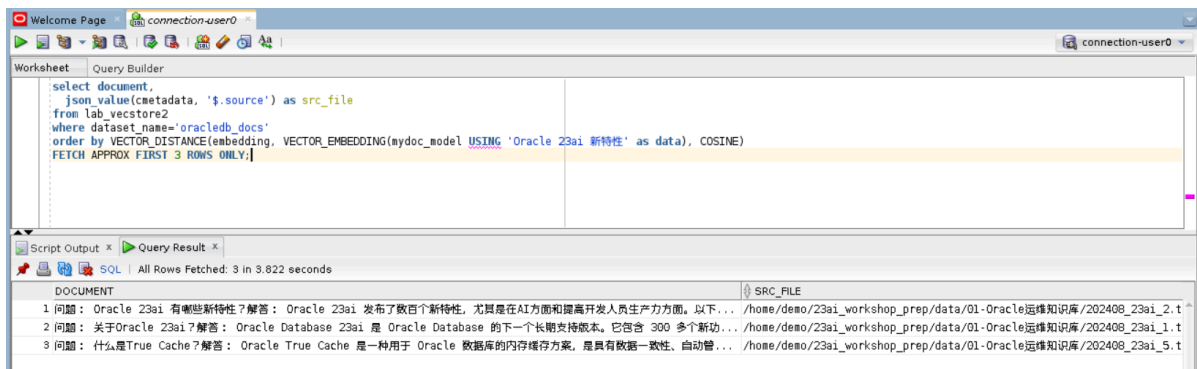 Welcome Page
connection-user0
connection-user0
Worksheet Query Builder
select document,
json_value(cmetadata, '$.source') as src_file
from lab_vecstore2
where dataset_name='oracledb_docs'
order by VECTOR_DISTANCE(embedding, VECTOR_EMBEDDING(mydoc_model USING 'Oracle 23ai 新特性' as data), COSINE)
FETCH APPROX FIRST 3 ROWS ONLY;
Script Output x Query Result x
SQL | All Rows Fetched: 3 in 3.822 seconds
DOCUMENT SRC_FILE
1 问题： Oracle 23ai 有哪些新特性？解答： Oracle 23ai 发布了数百个新特性，尤其是在AI方面和提高开发人员生产力方面。以下... /home/demo/23ai_workshop_prep/data/01-Oracle运维知识库/202408_23ai_2.t
2 问题： 关于Oracle 23ai？解答： Oracle Database 23ai 是 Oracle Database 的下一个长期支持版本。它包含 300 多个新功... /home/demo/23ai_workshop_prep/data/01-Oracle运维知识库/202408_23ai_1.t
3 问题： 什么是True Cache？解答： Oracle True Cache 是一种用于 Oracle 数据库的内存缓存方案，是具有数据一致性、自动管... /home/demo/23ai_workshop_prep/data/01-Oracle运维知识库/202408_23ai_5.t